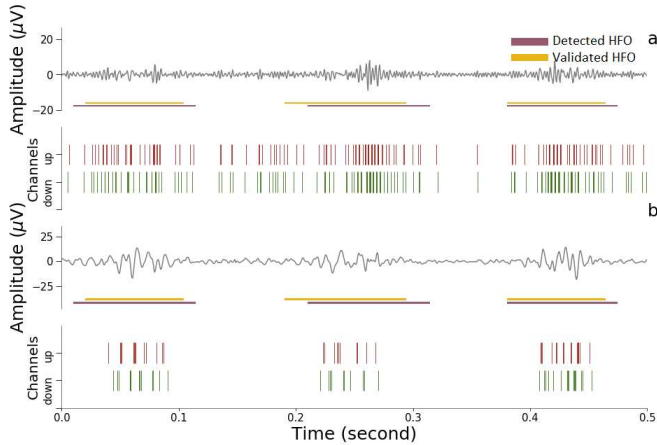 a
Amplitude (μV)
20
0
−20
Detected HFO
Validated HFO
Channels
up
down
b
Amplitude (μV)
25
0
−25
Channels
up
down
0.0
0.1
0.2
0.3
0.4
0.5
Time (second)